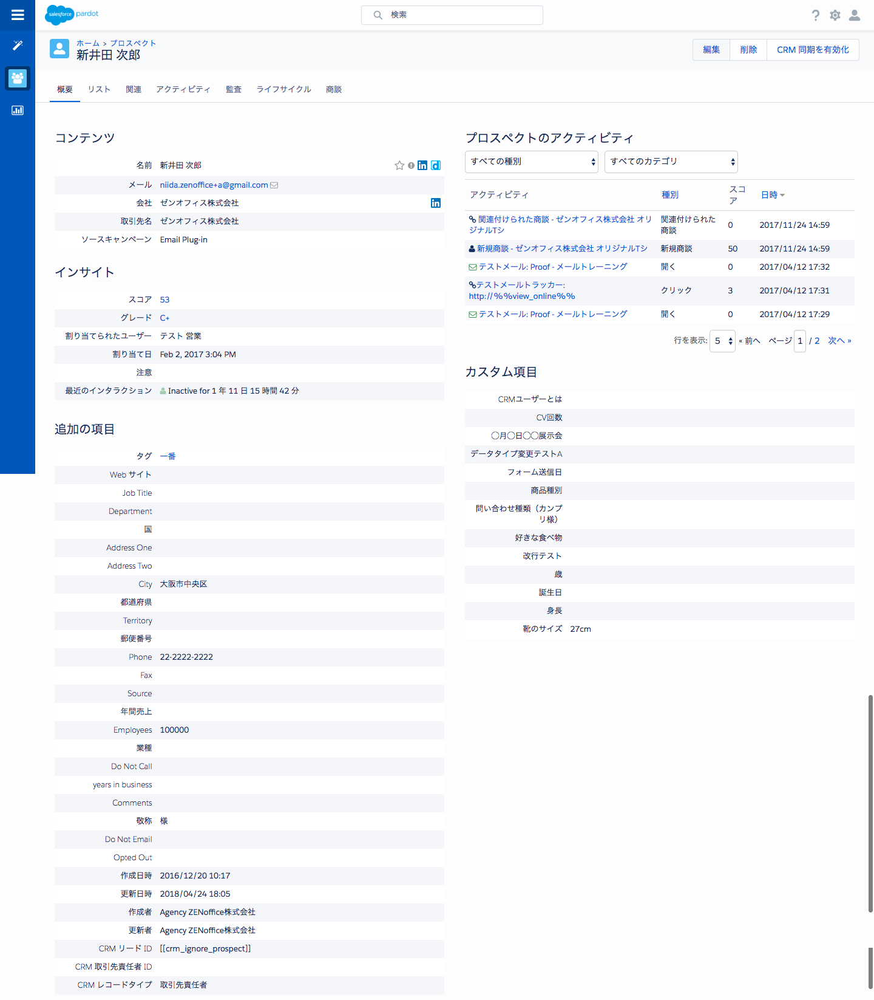 salesforce pardot
検索
ホーム > プロスペクト
新井田 次郎
編集
削除
CRM 同期を有効化
概要
リスト
関連
アクティビティ
監査
ライフサイクル
商談
コンテンツ
名前 新井田 次郎
メール niida.zenoffice+a@gmail.com
会社 ゼンオフィス株式会社
取引先名 ゼンオフィス株式会社
ソースキャンペーン Email Plug-in
インサイト
スコア 53
グレード C+
割り当てられたユーザー テスト 営業
割り当て日 Feb 2, 2017 3:04 PM
注意
最近のインタラクション Inactive for 1 年 11 日 15 時間 42 分
追加の項目
タグ 一番
Web サイト
Job Title
Department
国
Address One
Address Two
City 大阪市中央区
都道府県
Territory
郵便番号
Phone 22-2222-2222
Fax
Source
年間売上
Employees 100000
業種
Do Not Call
years in business
Comments
敬称 様
Do Not Email
Opted Out
作成日時 2016/12/20 10:17
更新日時 2018/04/24 18:05
作成者 Agency ZENoffice株式会社
更新者 Agency ZENoffice株式会社
CRM リード ID [[crm_ignore_prospect]]
CRM 取引先責任者 ID
CRM レコードタイプ 取引先責任者
プロスペクトのアクティビティ
すべての種別
すべてのカテゴリ
アクティビティ 種別 スコ
ア 日時
関連付けられた商談 - ゼンオフィス株式会社 オリ
ジナルTシ
関連付けられた
商談
0 2017/11/24 14:59
新規商談 - ゼンオフィス株式会社 オリジナルTシ 新規商談 50 2017/11/24 14:59
テストメール: Proof - メールトレーニング 開く 0 2017/04/12 17:32
テストメールトラッカー:
http://%%view_online%%
クリック 3 2017/04/12 17:31
テストメール: Proof - メールトレーニング 開く 0 2017/04/12 17:29
行を表示: 5 « 前へ ページ 1 / 2 次へ »
カスタム項目
CRMユーザーとは
CV回数
〇月〇日〇〇展示会
データタイプ変更テストA
フォーム送信日
商品種別
問い合わせ種類（カンプ
リ様）
好きな食べ物
改行テスト
歳
誕生日
身長
靴のサイズ 27cm